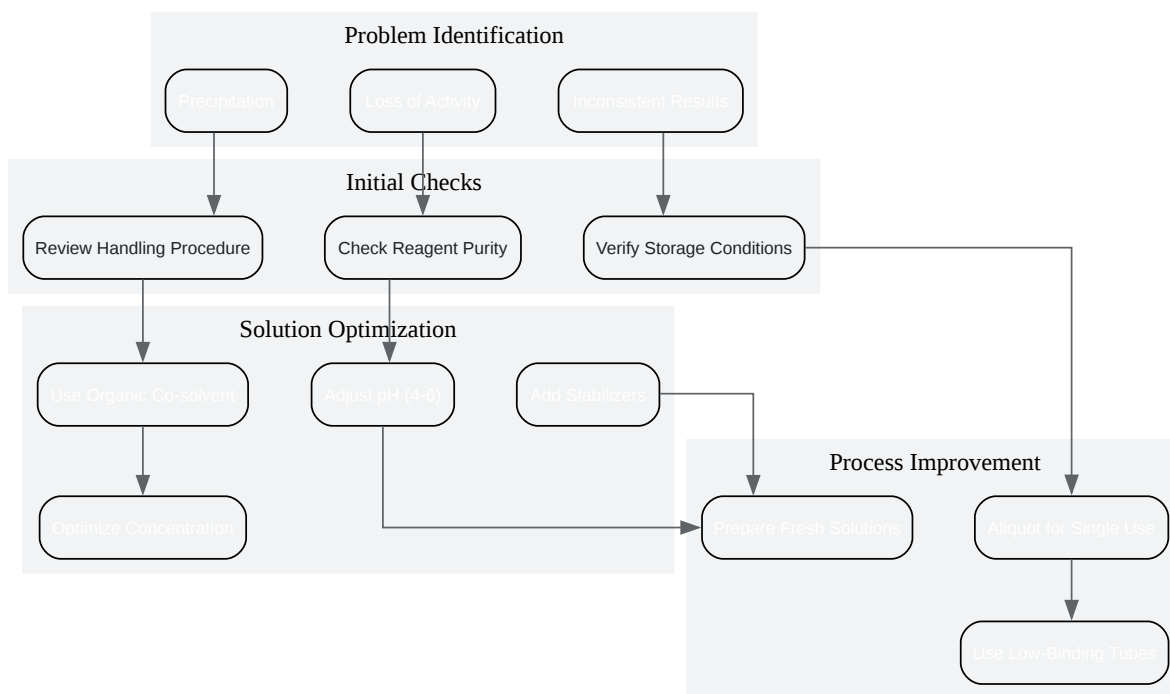 Problem Identification
Precipitation
Loss of Activity
Inconsistent Results
Initial Checks
Review Handling Procedure
Check Reagent Purity
Verify Storage Conditions
Solution Optimization
Use Organic Co-solvent
Adjust pH (4-6)
Add Stabilizers
Optimize Concentration
Process Improvement
Prepare Fresh Solutions
Aliquot for Single Use
Use Low-Binding Tubes